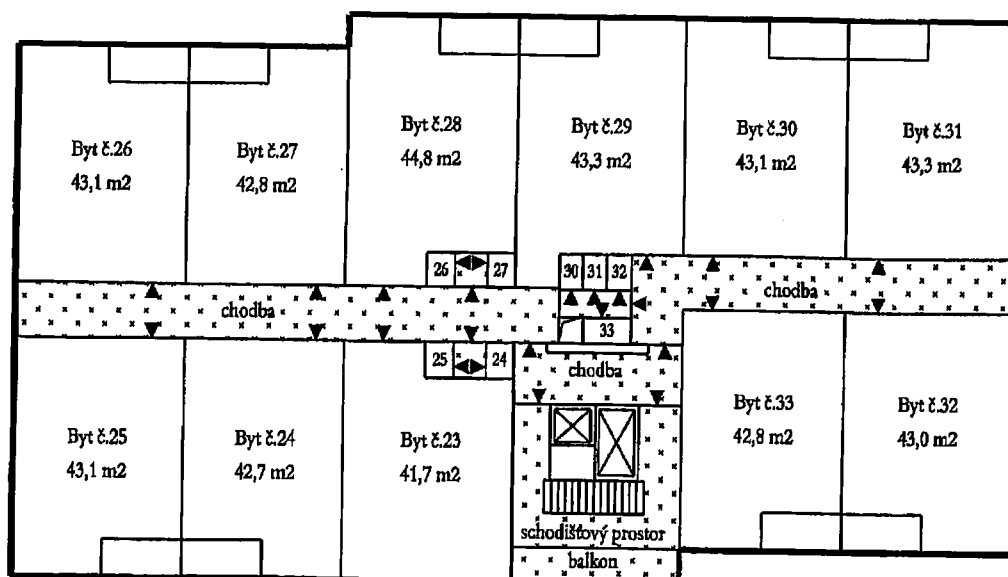 Byt č.26
43,1 m2
Byt č.27
42,8 m2
Byt č.28
44,8 m2
Byt č.29
43,3 m2
Byt č.30
43,1 m2
Byt č.31
43,3 m2
26
27
30
31
32
chodba
chodba
33
25
24
chodba
Byt č.25
43,1 m2
Byt č.24
42,7 m2
Byt č.23
41,7 m2
Byt č.33
42,8 m2
Byt č.32
43,0 m2
schodišťový prostor
balkon